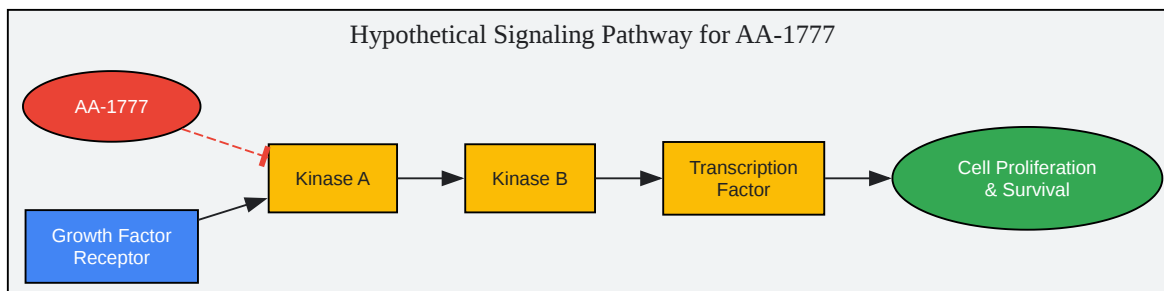 Hypothetical Signaling Pathway for AA-1777
AA-1777
Growth Factor
Receptor
Kinase A
Kinase B
Transcription
Factor
Cell Proliferation
& Survival